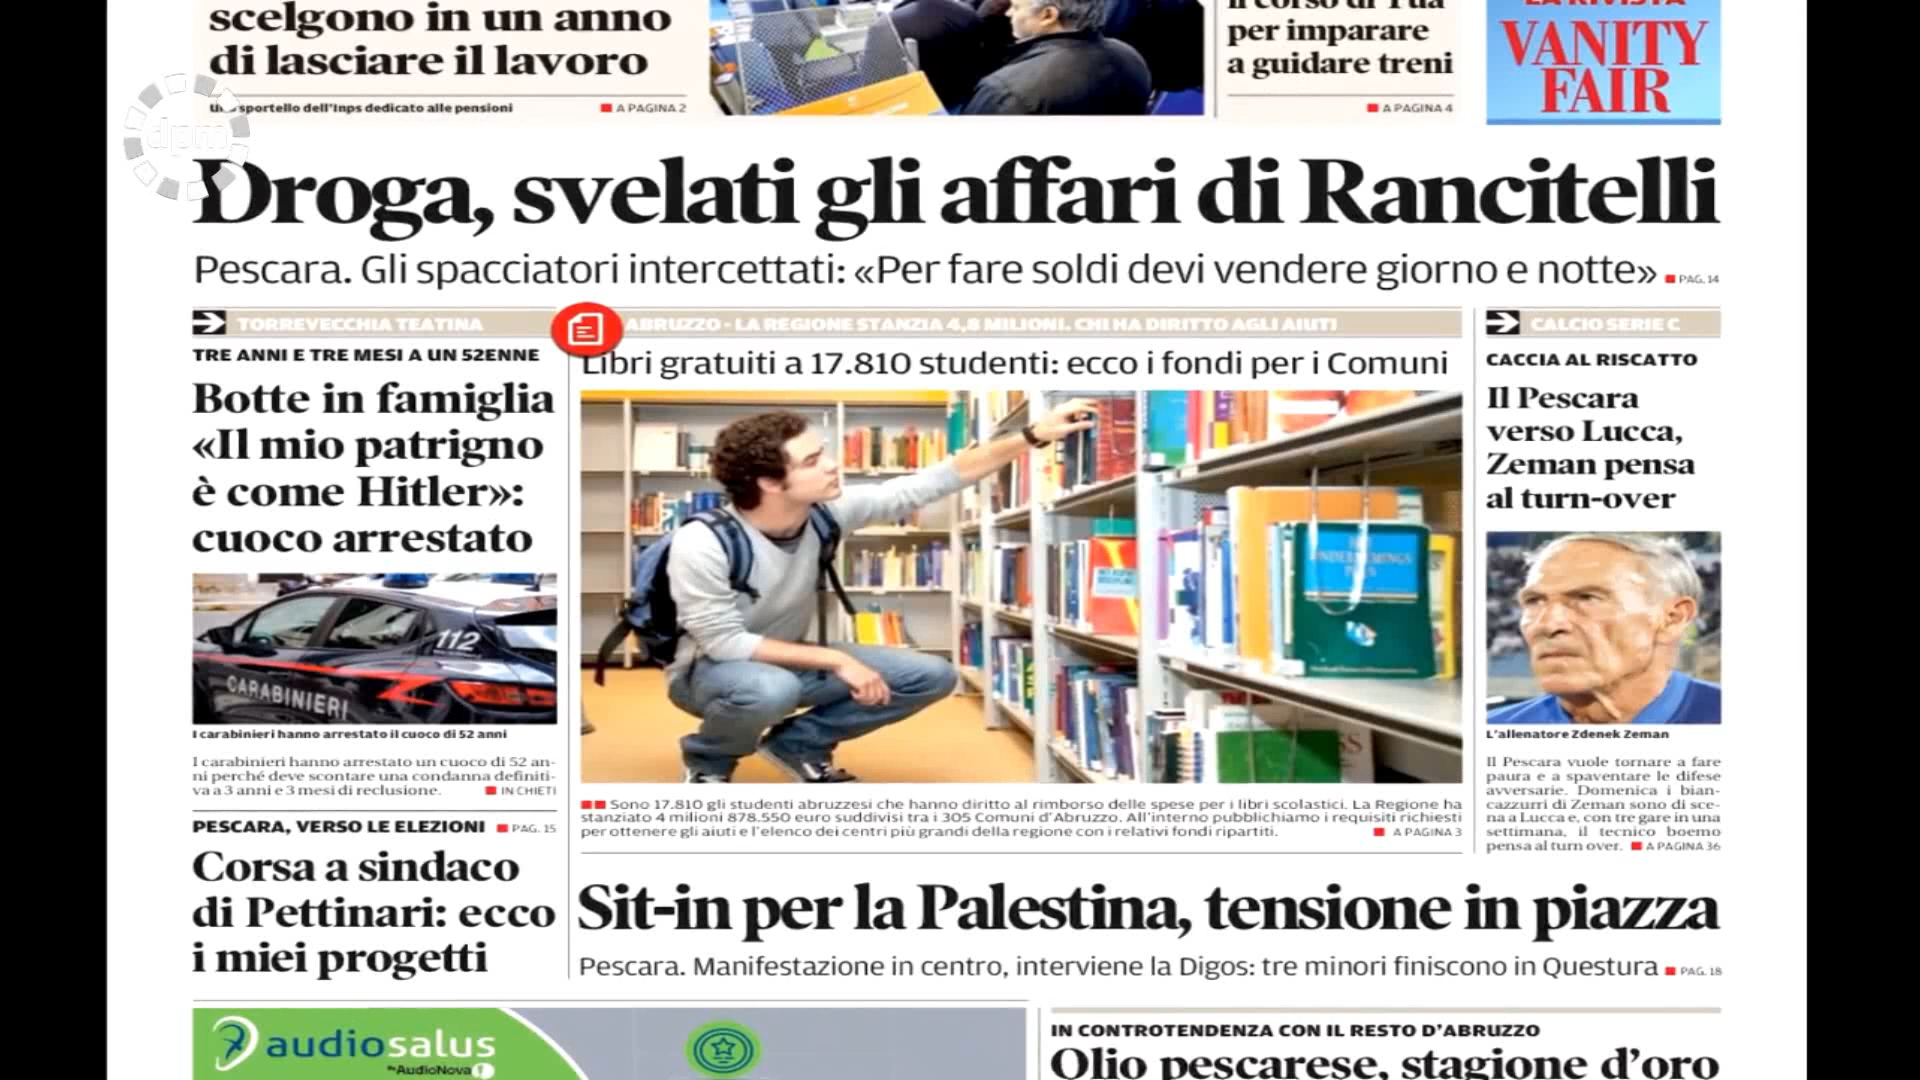 scelgono in un anno
di lasciare il lavoro
sportello dell'Inps dedicato alle pensioni
A PAGINA 2
per imparare
a guidare treni
A PAGINA 4
LA RIVISTA
VANITY
FAIR
dpm
Droga, svelati gli affari di Rancitelli
Pescara. Gli spacciatori intercettati: «Per fare soldi devi vendere giorno e notte» PAG. 14
TORREVECCHIA TEATINA
TRE ANNI E TRE MESI A UN 52ENNE
Botte in famiglia
«Il mio patrigno
è come Hitler»:
cuoco arrestato
112
CARABINIERI
I carabinieri hanno arrestato il cuoco di 52 anni
I carabinieri hanno arrestato un cuoco di 52 an-
ni perché deve scontare una condanna definiti-
va a 3 anni e 3 mesi di reclusione. IN CHIETI
PESCARA, VERSO LE ELEZIONI PAG. 15
Corsa a sindaco
di Pettinari: ecco
i miei progetti
ABRUZZO - LA REGIONE STANZIA 4,8 MILIONI. CHI HA DIRITTO AGLI AIUTI
Libri gratuiti a 17.810 studenti: ecco i fondi per i Comuni
Sono 17.810 gli studenti abruzzesi che hanno diritto al rimborso delle spese per i libri scolastici. La Regione ha
stanziato 4 milioni 878.550 euro suddivisi tra i 305 Comuni d'Abruzzo. All'interno pubblichiamo i requisiti richiesti
per ottenere gli aiuti e l'elenco dei centri più grandi della regione con i relativi fondi ripartiti. A PAGINA 3
CALCIO SERIE C
CACCIA AL RISCATTO
Il Pescara
verso Lucca,
Zeman pensa
al turn-over
L'allenatore Zdenek Zeman
Il Pescara vuole tornare a fare
paura e a spaventare le difese
avversarie. Domenica i bian-
cazzurri di Zeman sono di sce-
na a Lucca e, con tre gare in una
settimana, il tecnico boemo
pensa al turn over. A PAGINA 36
Sit-in per la Palestina, tensione in piazza
Pescara. Manifestazione in centro, interviene la Digos: tre minori finiscono in Questura PAG. 18
audiosalus
by AudioNova
IN CONTROTENDENZA CON IL RESTO D'ABRUZZO
Olio pescarese, stagione d'oro